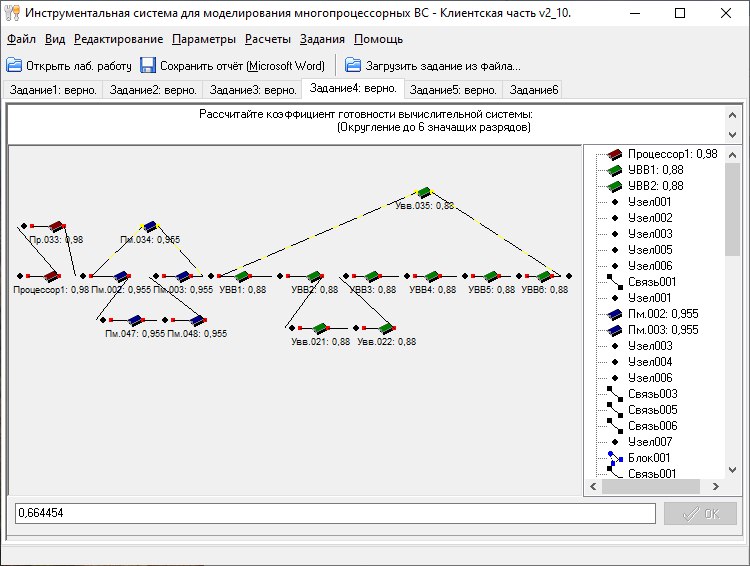 Инструментальная система для моделирования многопроцессорных ВС - Клиентская часть v2_10.
Файл Вид Редактирование Параметры Расчеты Задания Помощь
Открыть лаб. работу Сохранить отчёт (Microsoft Word) Загрузить задание из файла...
Задание1: верно. Задание2: верно. Задание3: верно. Задание4: верно. Задание5: верно. Задание6
Рассчитайте коэффициент готовности вычислительной системы:
(Округление до 6 значащих разрядов)
Увв.035: 0,88
Пр.033: 0,98 Пм.034: 0,955
Процессор1: 0,98 Пм.002: 0,955 Пм.003: 0,955 УВВ1: 0,88 УВВ2: 0,88 УВВ3: 0,88 УВВ4: 0,88 УВВ5: 0,88 УВВ6: 0,88
Пм.047: 0,955 Пм.048: 0,955 Увв.021: 0,88 Увв.022: 0,88
Процессор1: 0,98
УВВ1: 0,88
УВВ2: 0,88
Узел001
Узел002
Узел003
Узел005
Узел006
Связь001
Узел001
Пм.002: 0,955
Пм.003: 0,955
Узел003
Узел004
Узел006
Связь003
Связь005
Связь006
Узел007
Блок001
Связь001
0,664454
OK